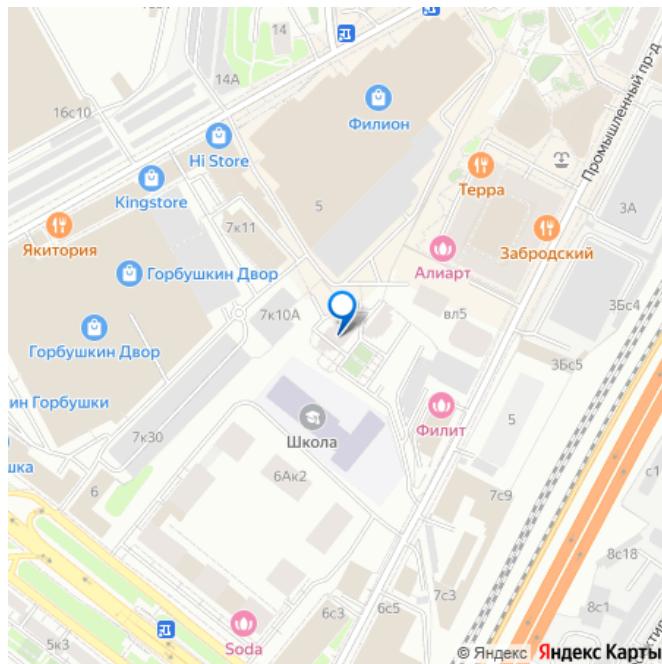 14
14А
16с10
Филион
Промышленный пр-д
Hi Store
Kingstore
Терра
5
3А
Якитория
7к11
Забродский
Алиарт
Горбушкин Двор
3Бс4
7к10А
вл5
Горбушкин Двор
3Бс5
ин Горбушки
Филит
5
Школа
7к30
шка
6
6Ак2
с1
7с9
8с18
6с3
6с5
7с3
8с1
Soda
5к3
© Яндекс Яндекс Карты